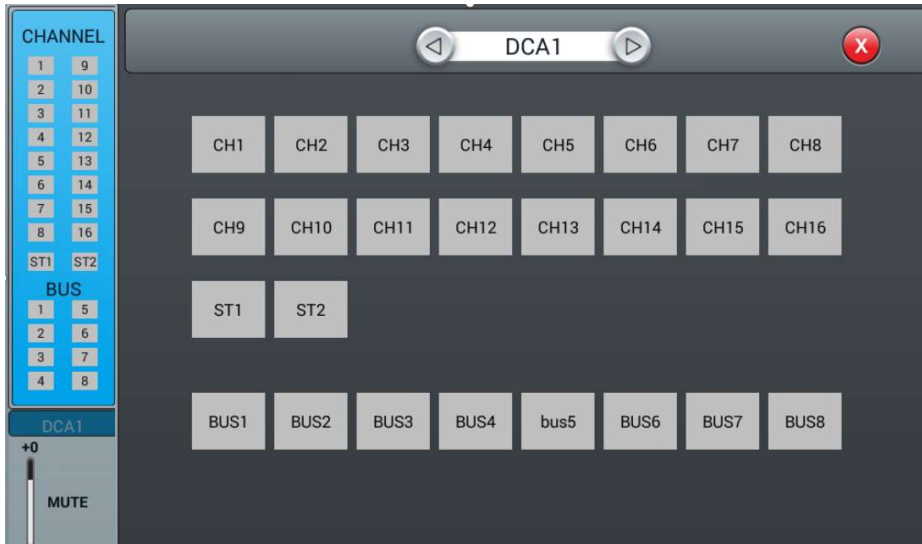 CHANNEL
1 9
2 10
3 11
4 12
5 13
6 14
7 15
8 16
ST1 ST2
BUS
1 5
2 6
3 7
4 8
DCA1
+0
MUTE
DCA1
X
CH1 CH2 CH3 CH4 CH5 CH6 CH7 CH8
CH9 CH10 CH11 CH12 CH13 CH14 CH15 CH16
ST1 ST2
BUS1 BUS2 BUS3 BUS4 bus5 BUS6 BUS7 BUS8